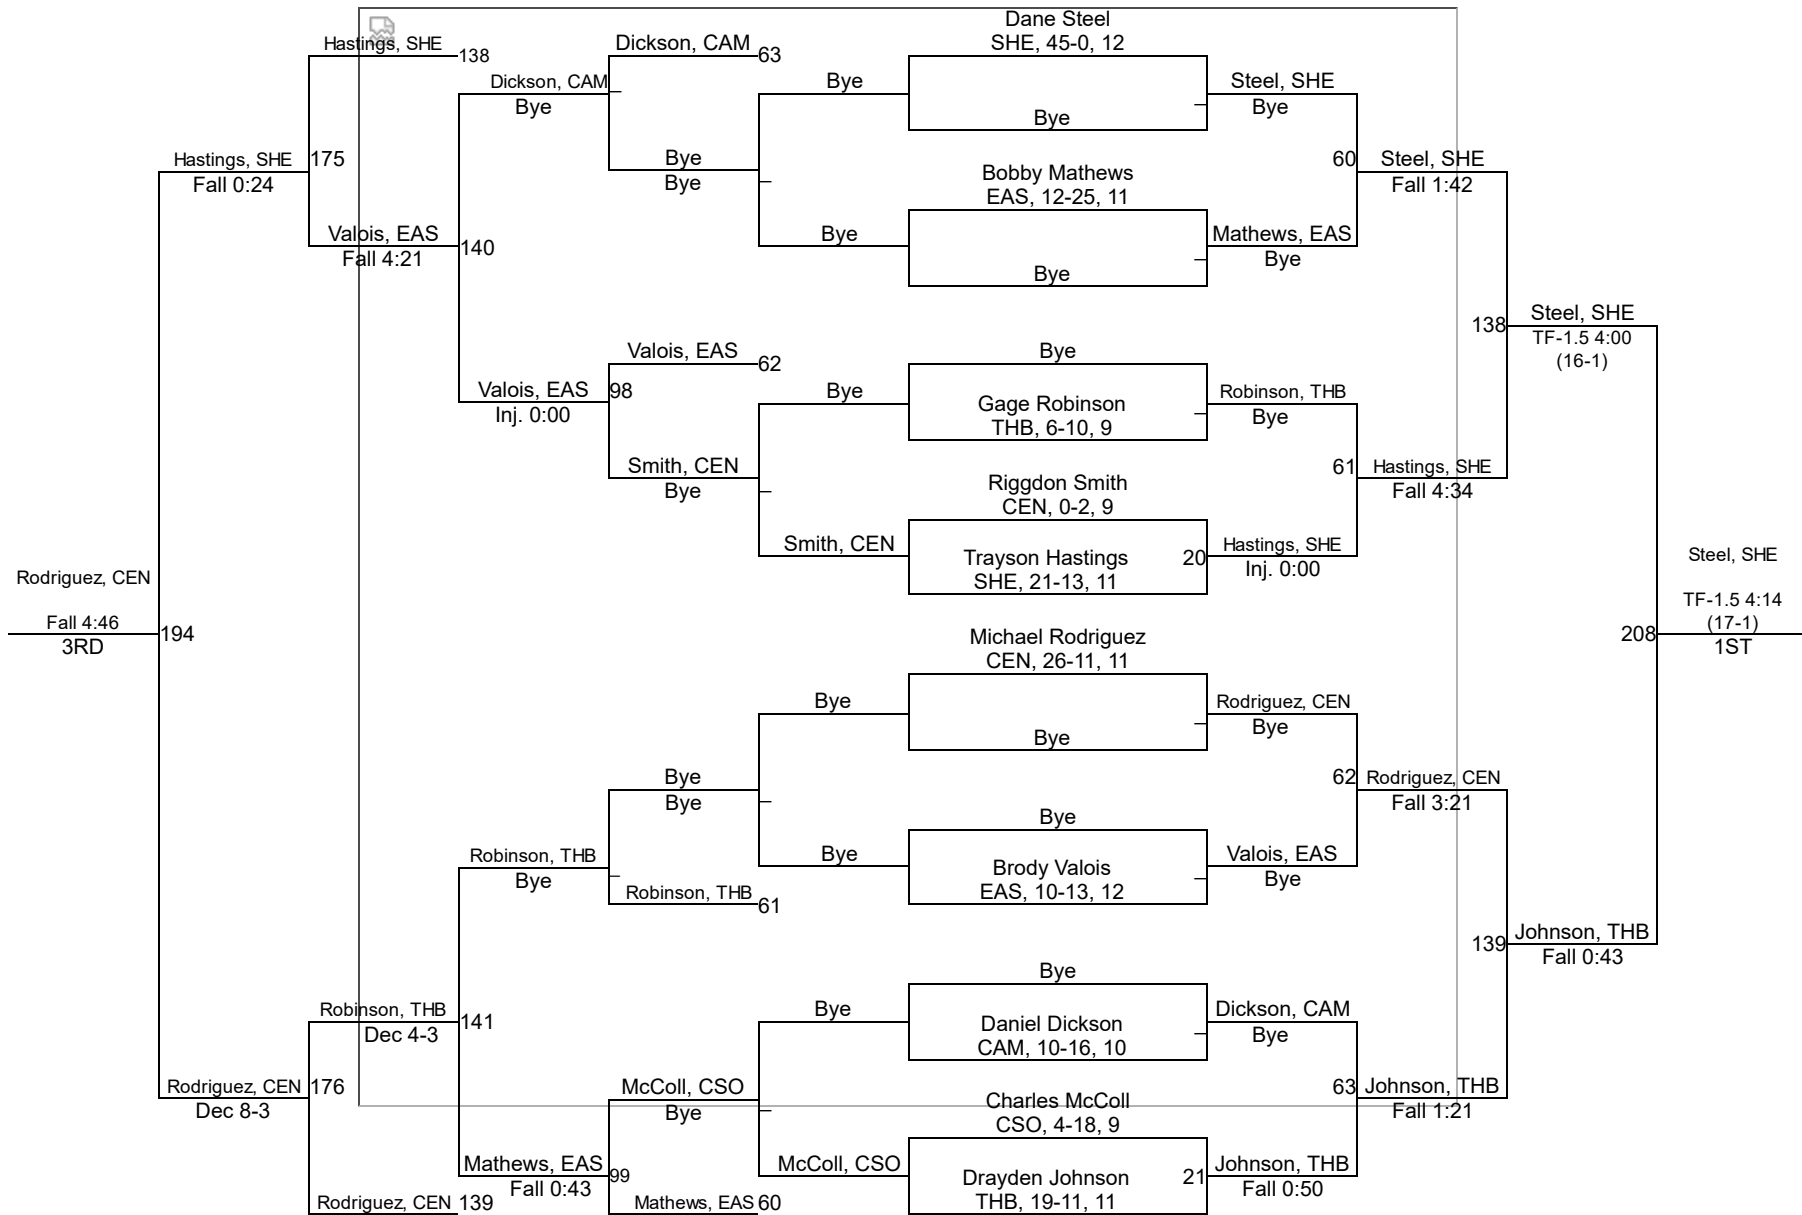 Dane Steel
SHE, 45-0, 12
Hastings, SHE
138
Dickson, CAM
63
Dickson, CAM
Bye
Bye
Steel, SHE
Bye
Bye
Hastings, SHE
Fall 0:24
175
Bye
Bye
Bobby Mathews
EAS, 12-25, 11
60
Steel, SHE
Fall 1:42
Valois, EAS
Fall 4:21
140
Bye
Bye
Mathews, EAS
Bye
138
Steel, SHE
TF-1.5 4:00
(16-1)
Valois, EAS
62
Bye
Valois, EAS
Inj. 0:00
98
Bye
Gage Robinson
THB, 6-10, 9
Robinson, THB
Bye
Smith, CEN
Bye
Riggdon Smith
CEN, 0-2, 9
61
Hastings, SHE
Fall 4:34
Smith, CEN
Trayson Hastings
SHE, 21-13, 11
20
Hastings, SHE
Inj. 0:00
Rodriguez, CEN
Fall 4:46
3RD
194
Steel, SHE
TF-1.5 4:14
(17-1)
1ST
208
Michael Rodriguez
CEN, 26-11, 11
Bye
Bye
Rodriguez, CEN
Bye
Bye
Bye
62
Rodriguez, CEN
Fall 3:21
Bye
Robinson, THB
Bye
Bye
Brody Valois
EAS, 10-13, 12
Valois, EAS
Bye
Robinson, THB
61
139
Johnson, THB
Fall 0:43
Bye
Robinson, THB
Dec 4-3
141
Bye
Daniel Dickson
CAM, 10-16, 10
Dickson, CAM
Bye
Rodriguez, CEN
Dec 8-3
176
McColl, CSO
Bye
Charles McColl
CSO, 4-18, 9
63
Johnson, THB
Fall 1:21
Mathews, EAS
Fall 0:43
99
McColl, CSO
Drayden Johnson
THB, 19-11, 11
21
Johnson, THB
Fall 0:50
Rodriguez, CEN
139
Mathews, EAS
60